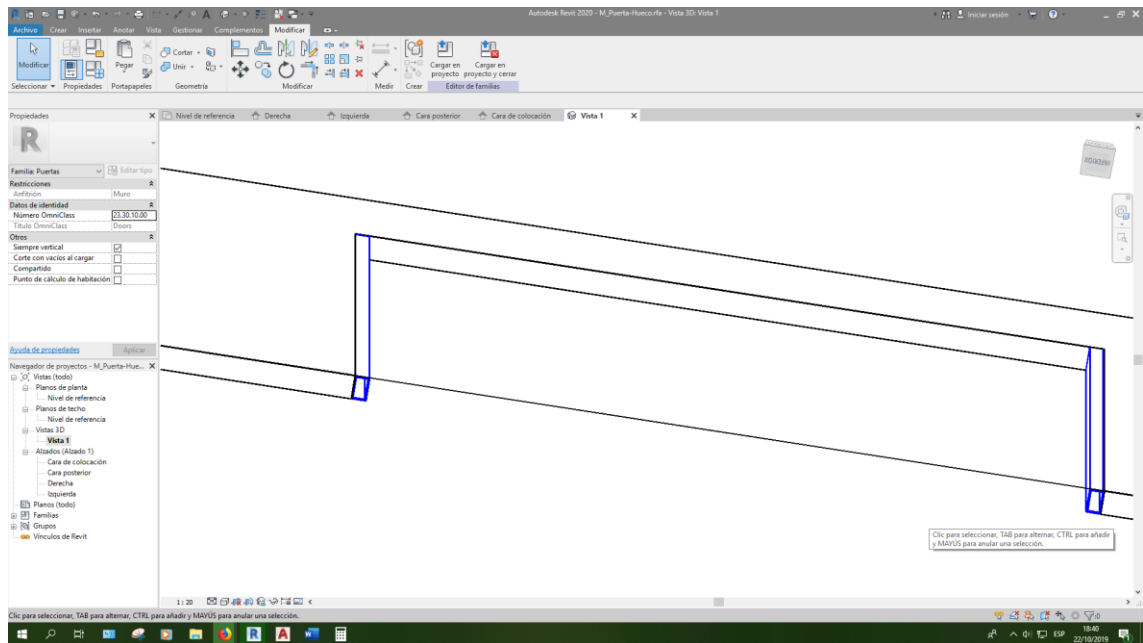 Autodesk Revit 2020 - M_Puerta-Hueco.rfa - Vista 3D: Vista 1
Iniciar sesión
Archivo Crear Insertar Anotar Vista Gestionar Complementos Modificar
Modificar
Pegar
Cortar
Unir
Cargar en proyecto
Cargar en proyecto y cerrar
Seleccionar Propiedades Portapapeles Geometría Modificar Medir Crear Editor de familias
Propiedades
Nivel de referencia Derecha Izquierda Cara posterior Cara de colocación Vista 1
R
Familia: Puertas Editar tipo
Restricciones
Anfitrión Muro
Datos de identidad
Número OmniClass 23.30.10.00
Título OmniClass Doors
Otros
Siempre vertical
Corte con vacíos al cargar
Compartido
Punto de cálculo de habitación
Ayuda de propiedades Aplicar
Navegador de proyectos - M_Puerta-Hue...
Vistas (todo)
Planos de planta
Nivel de referencia
Planos de techo
Nivel de referencia
Vistas 3D
Vista 1
Alzados (Alzado 1)
Cara de colocación
Cara posterior
Derecha
Izquierda
Planos (todo)
Familias
Grupos
Vínculos de Revit
Clic para seleccionar, TAB para alternar, CTRL para añadir
y MAYÚS para anular una selección.
1 : 20
Clic para seleccionar, TAB para alternar, CTRL para añadir y MAYÚS para anular una selección.
:0
ESP
18:40
22/10/2019